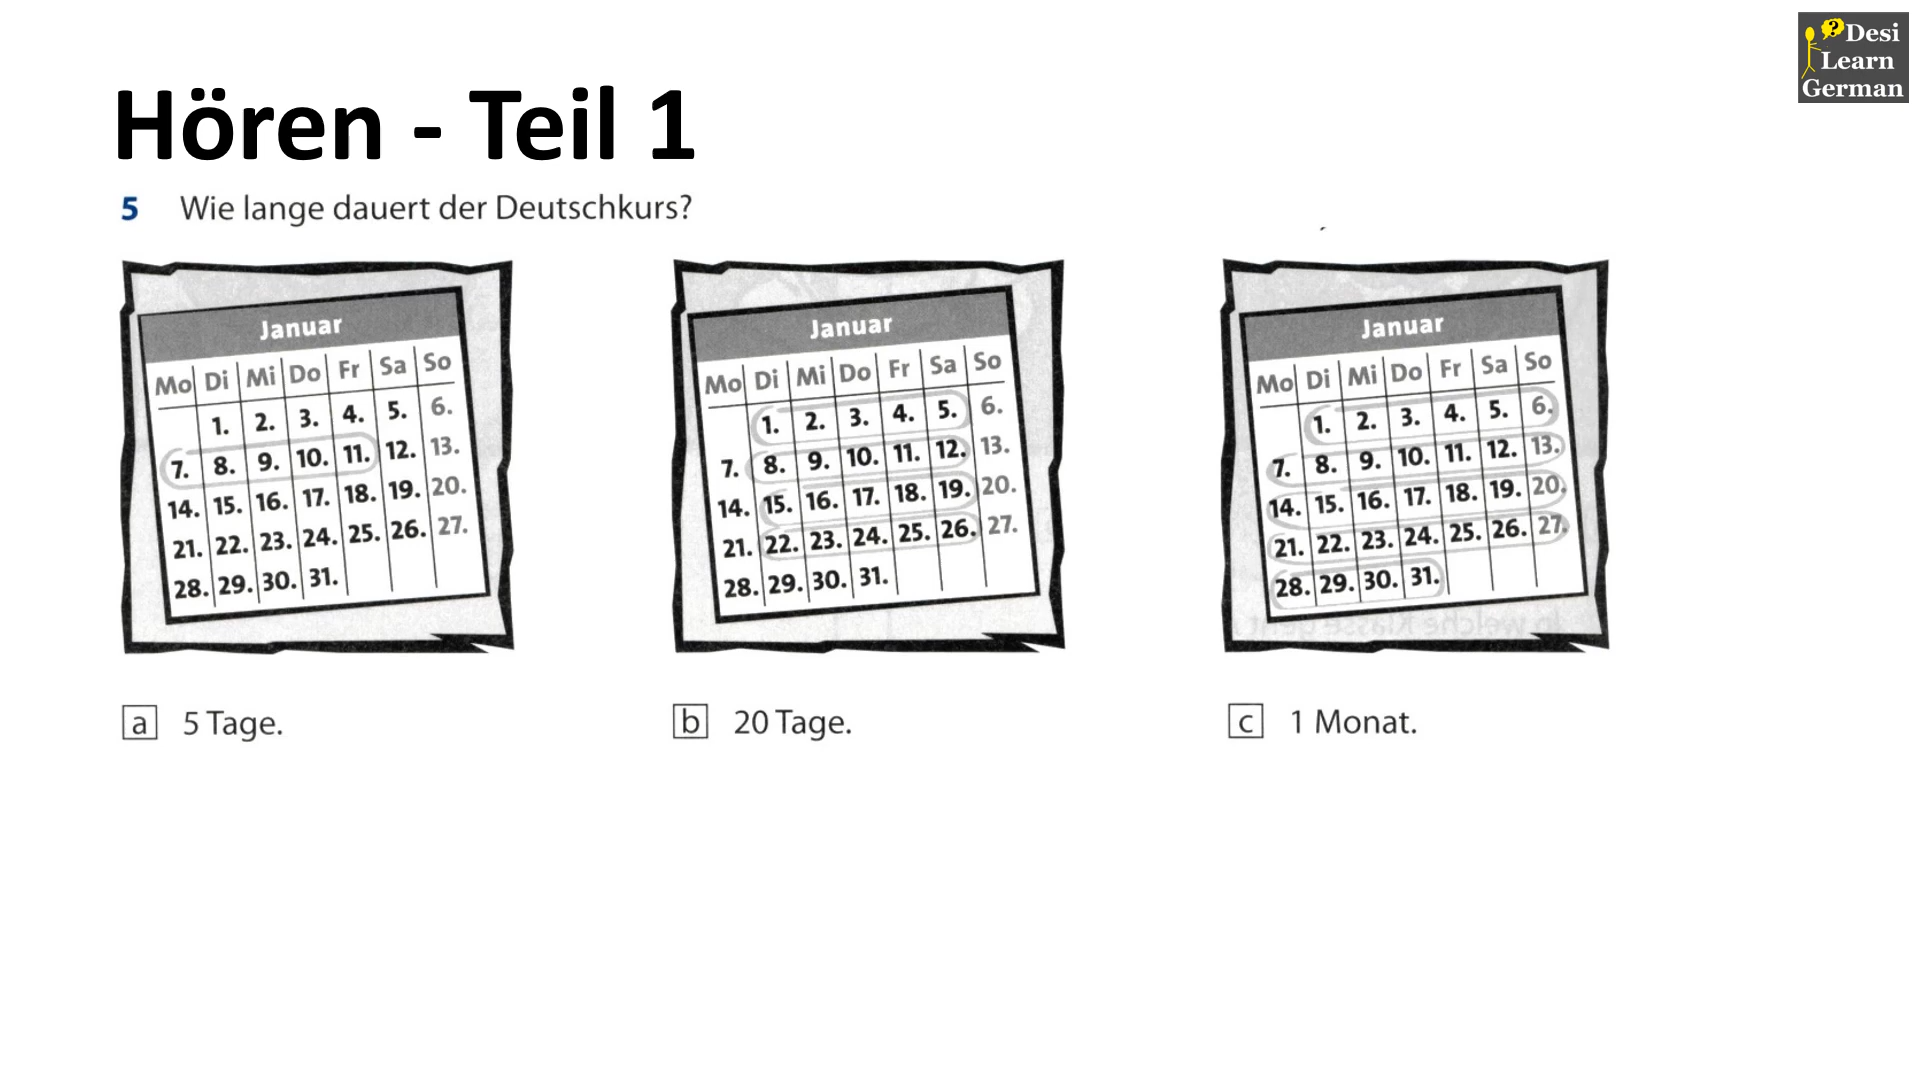 Desi
Learn
German
Hören - Teil 1
5 Wie lange dauert der Deutschkurs?
Januar
Mo Di Mi Do Fr Sa So
1. 2. 3. 4. 5. 6.
7. 8. 9. 10. 11. 12. 13.
14. 15. 16. 17. 18. 19. 20.
21. 22. 23. 24. 25. 26. 27.
28. 29. 30. 31.
a 5 Tage.
Januar
Mo Di Mi Do Fr Sa So
1. 2. 3. 4. 5. 6.
7. 8. 9. 10. 11. 12. 13.
14. 15. 16. 17. 18. 19. 20.
21. 22. 23. 24. 25. 26. 27.
28. 29. 30. 31.
b 20 Tage.
Januar
Mo Di Mi Do Fr Sa So
1. 2. 3. 4. 5. 6.
7. 8. 9. 10. 11. 12. 13.
14. 15. 16. 17. 18. 19. 20.
21. 22. 23. 24. 25. 26. 27.
28. 29. 30. 31.
c 1 Monat.